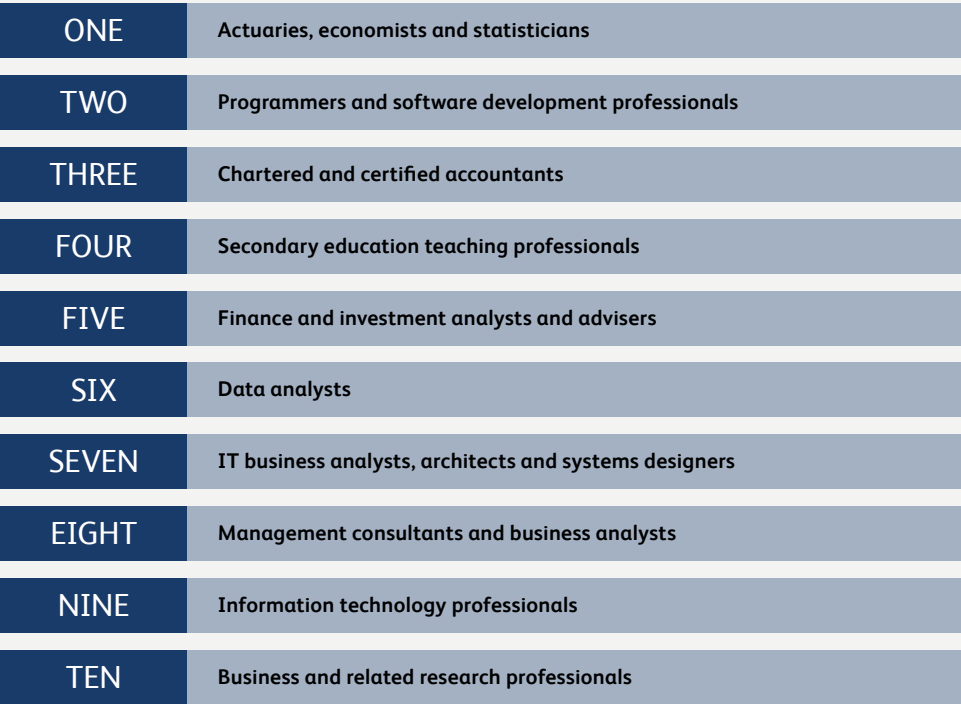 ONE Actuaries, economists and statisticians
TWO Programmers and software development professionals
THREE Chartered and certified accountants
FOUR Secondary education teaching professionals
FIVE Finance and investment analysts and advisers
SIX Data analysts
SEVEN IT business analysts, architects and systems designers
EIGHT Management consultants and business analysts
NINE Information technology professionals
TEN Business and related research professionals